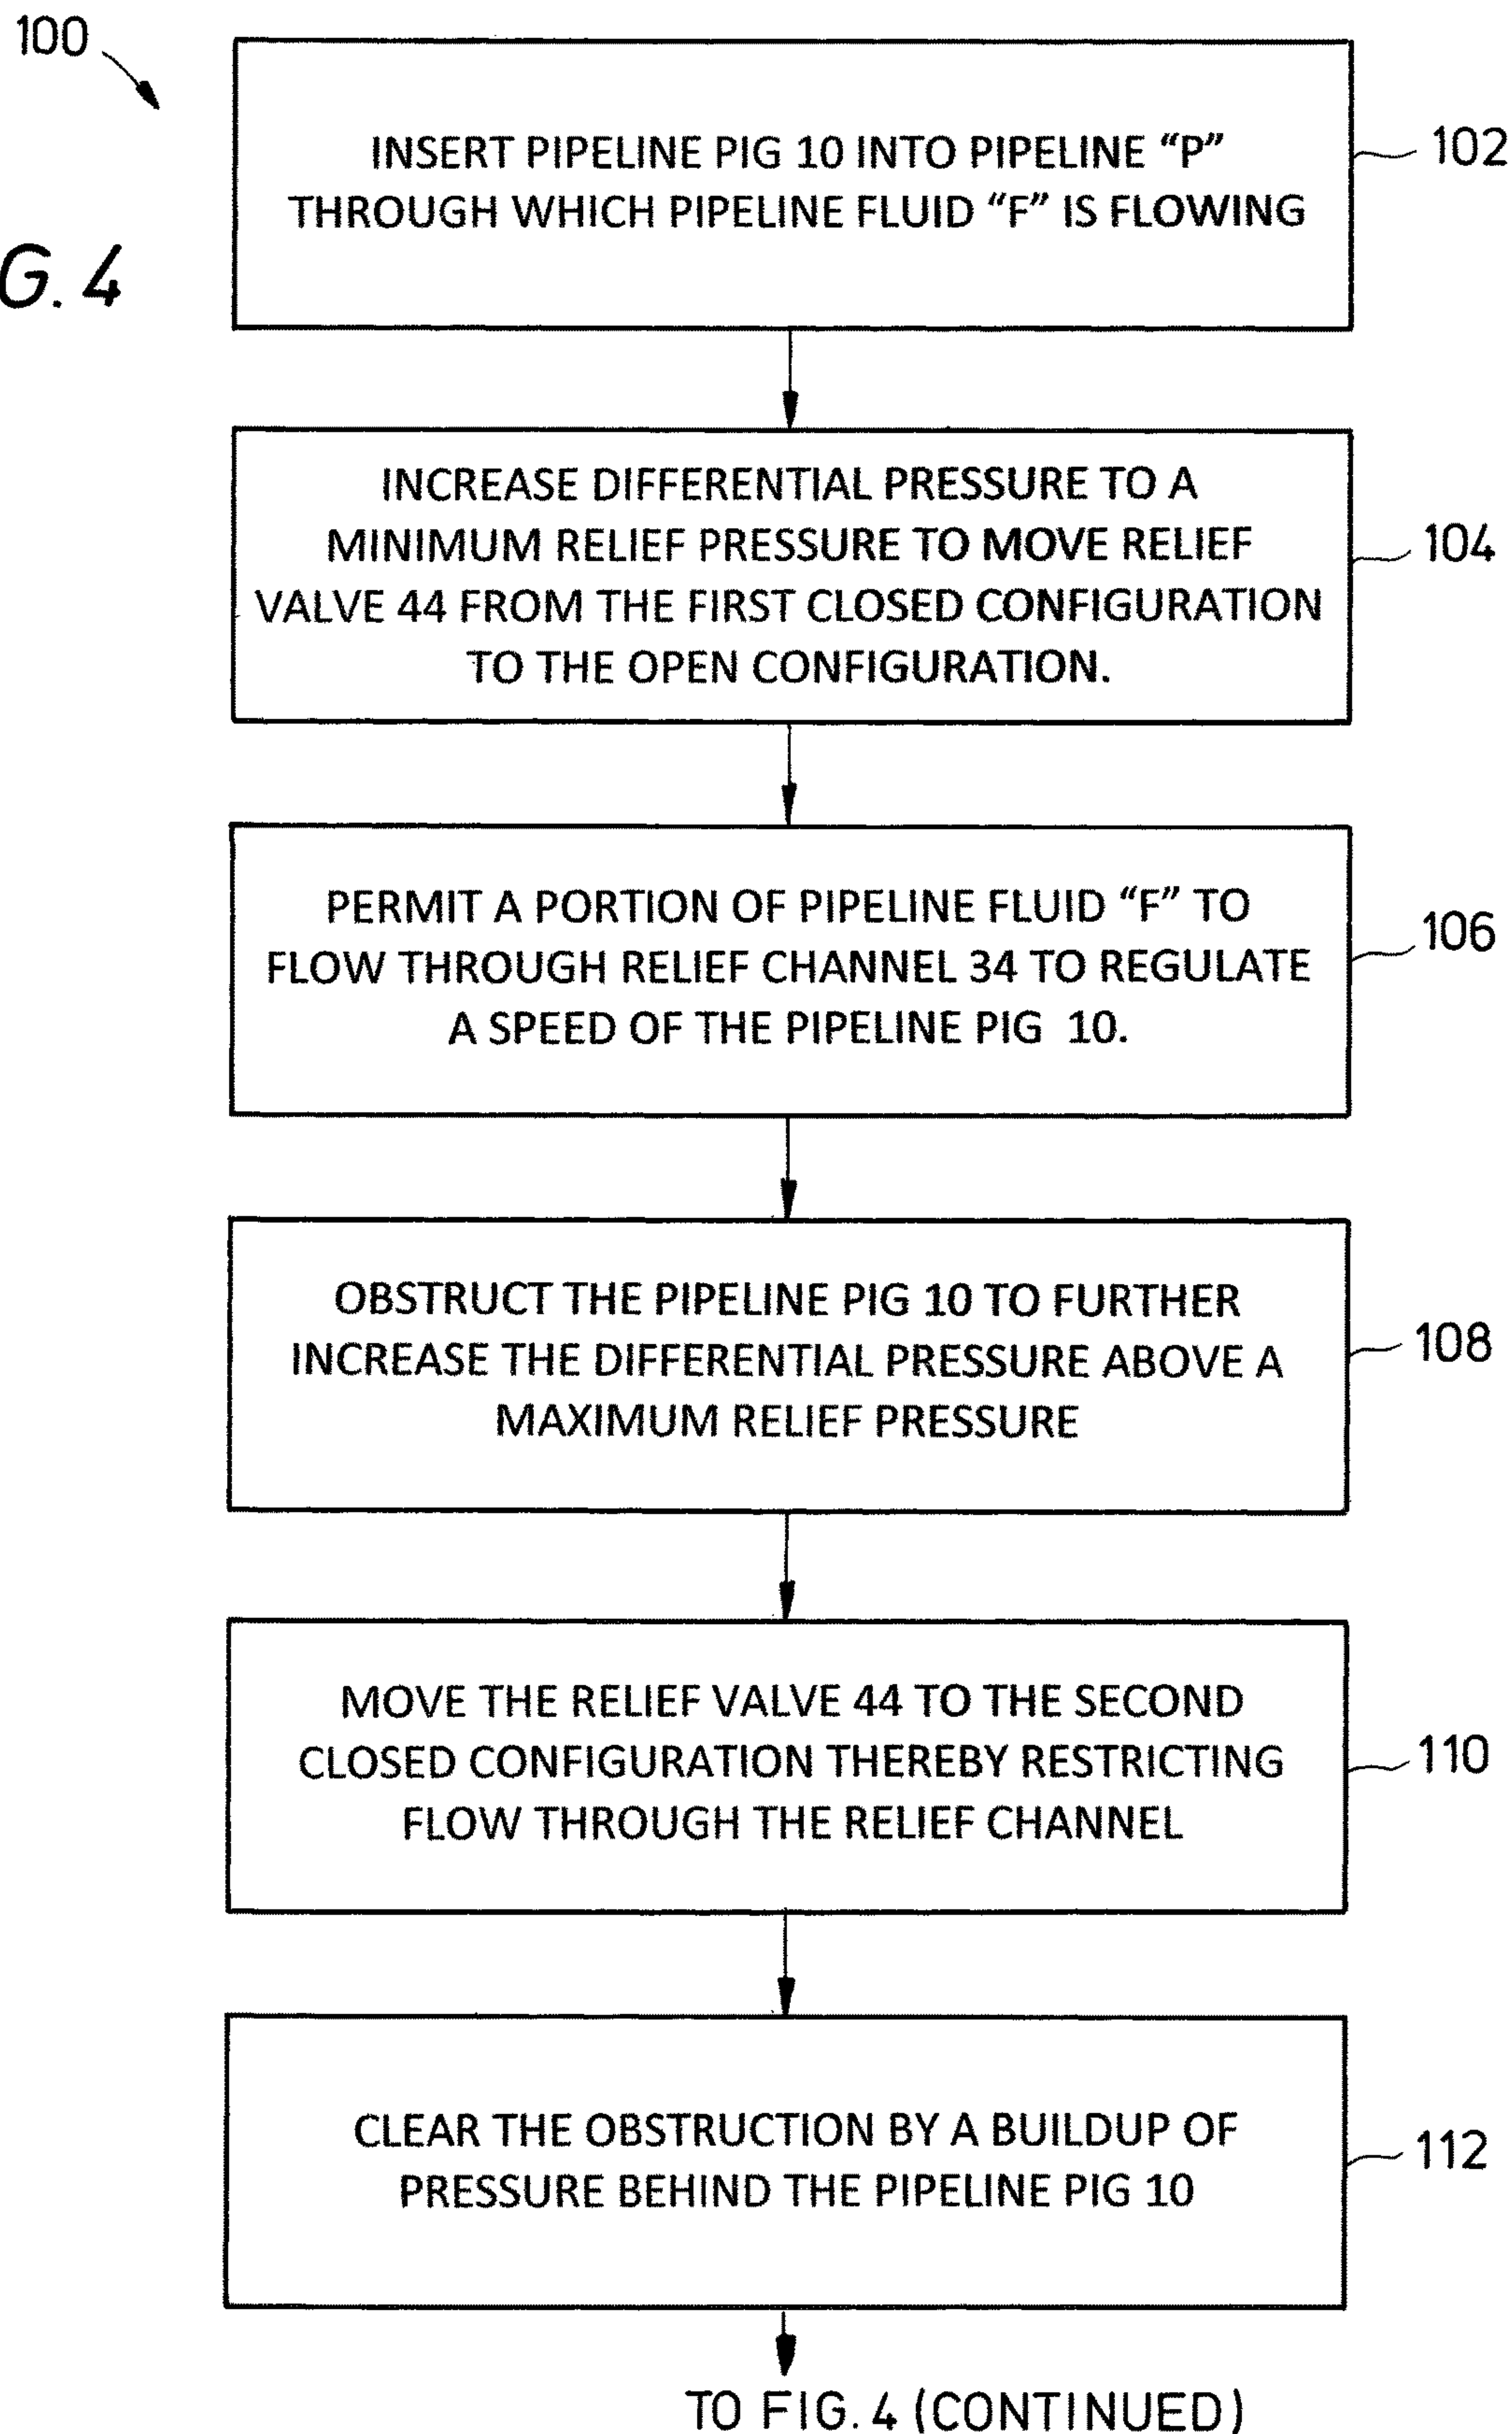 100
INSERT PIPELINE PIG 10 INTO PIPELINE “P”
THROUGH WHICH PIPELINE FLUID “F” IS FLOWING
102
G. 4
INCREASE DIFFERENTIAL PRESSURE TO A
MINIMUM RELIEF PRESSURE TO MOVE RELIEF
VALVE 44 FROM THE FIRST CLOSED CONFIGURATION
TO THE OPEN CONFIGURATION.
104
PERMIT A PORTION OF PIPELINE FLUID “F” TO
FLOW THROUGH RELIEF CHANNEL 34 TO REGULATE
A SPEED OF THE PIPELINE PIG 10.
106
OBSTRUCT THE PIPELINE PIG 10 TO FURTHER
INCREASE THE DIFFERENTIAL PRESSURE ABOVE A
MAXIMUM RELIEF PRESSURE
108
MOVE THE RELIEF VALVE 44 TO THE SECOND
CLOSED CONFIGURATION THEREBY RESTRICTING
FLOW THROUGH THE RELIEF CHANNEL
110
CLEAR THE OBSTRUCTION BY A BUILDUP OF
PRESSURE BEHIND THE PIPELINE PIG 10
112
TO FIG. 4 (CONTINUED)